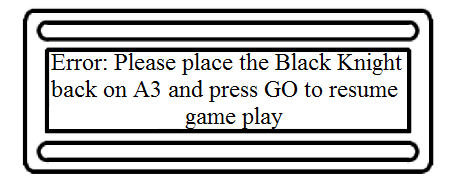 Error: Please place the Black Knight
back on A3 and press GO to resume
game play